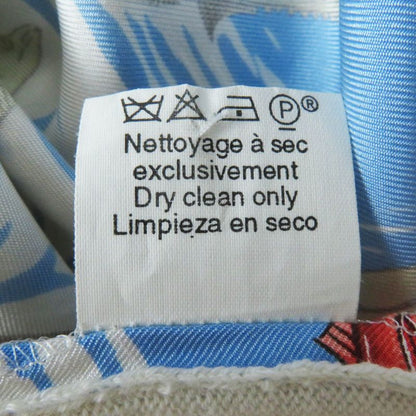 P®
Nettoyage à sec
exclusivement
Dry clean only
Limpieza en seco